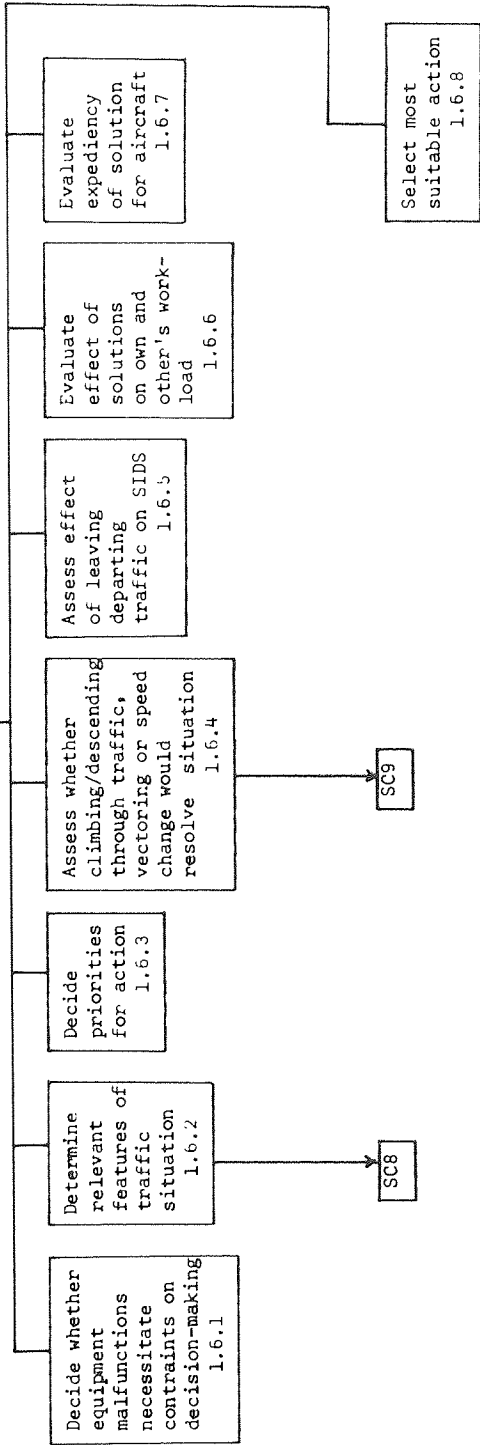 Decide whether
equipment
malfunctions
necessitate
contraints on
decision-making
1.6.1
Determine
relevant
features of
traffic
situation
1.6.2
SC8
Decide
priorities
for action
1.6.3
Assess whether
climbing/descending
through traffic,
vectoring or speed
change would
resolve situation
1.6.4
SC9
Assess effect
of leaving
departing
traffic on SIDS
1.6.5
Evaluate
effect of
solutions
on own and
other's work-
load
1.6.6
Evaluate
expediency
of solution
for aircraft
1.6.7
Select most
suitable action
1.6.8